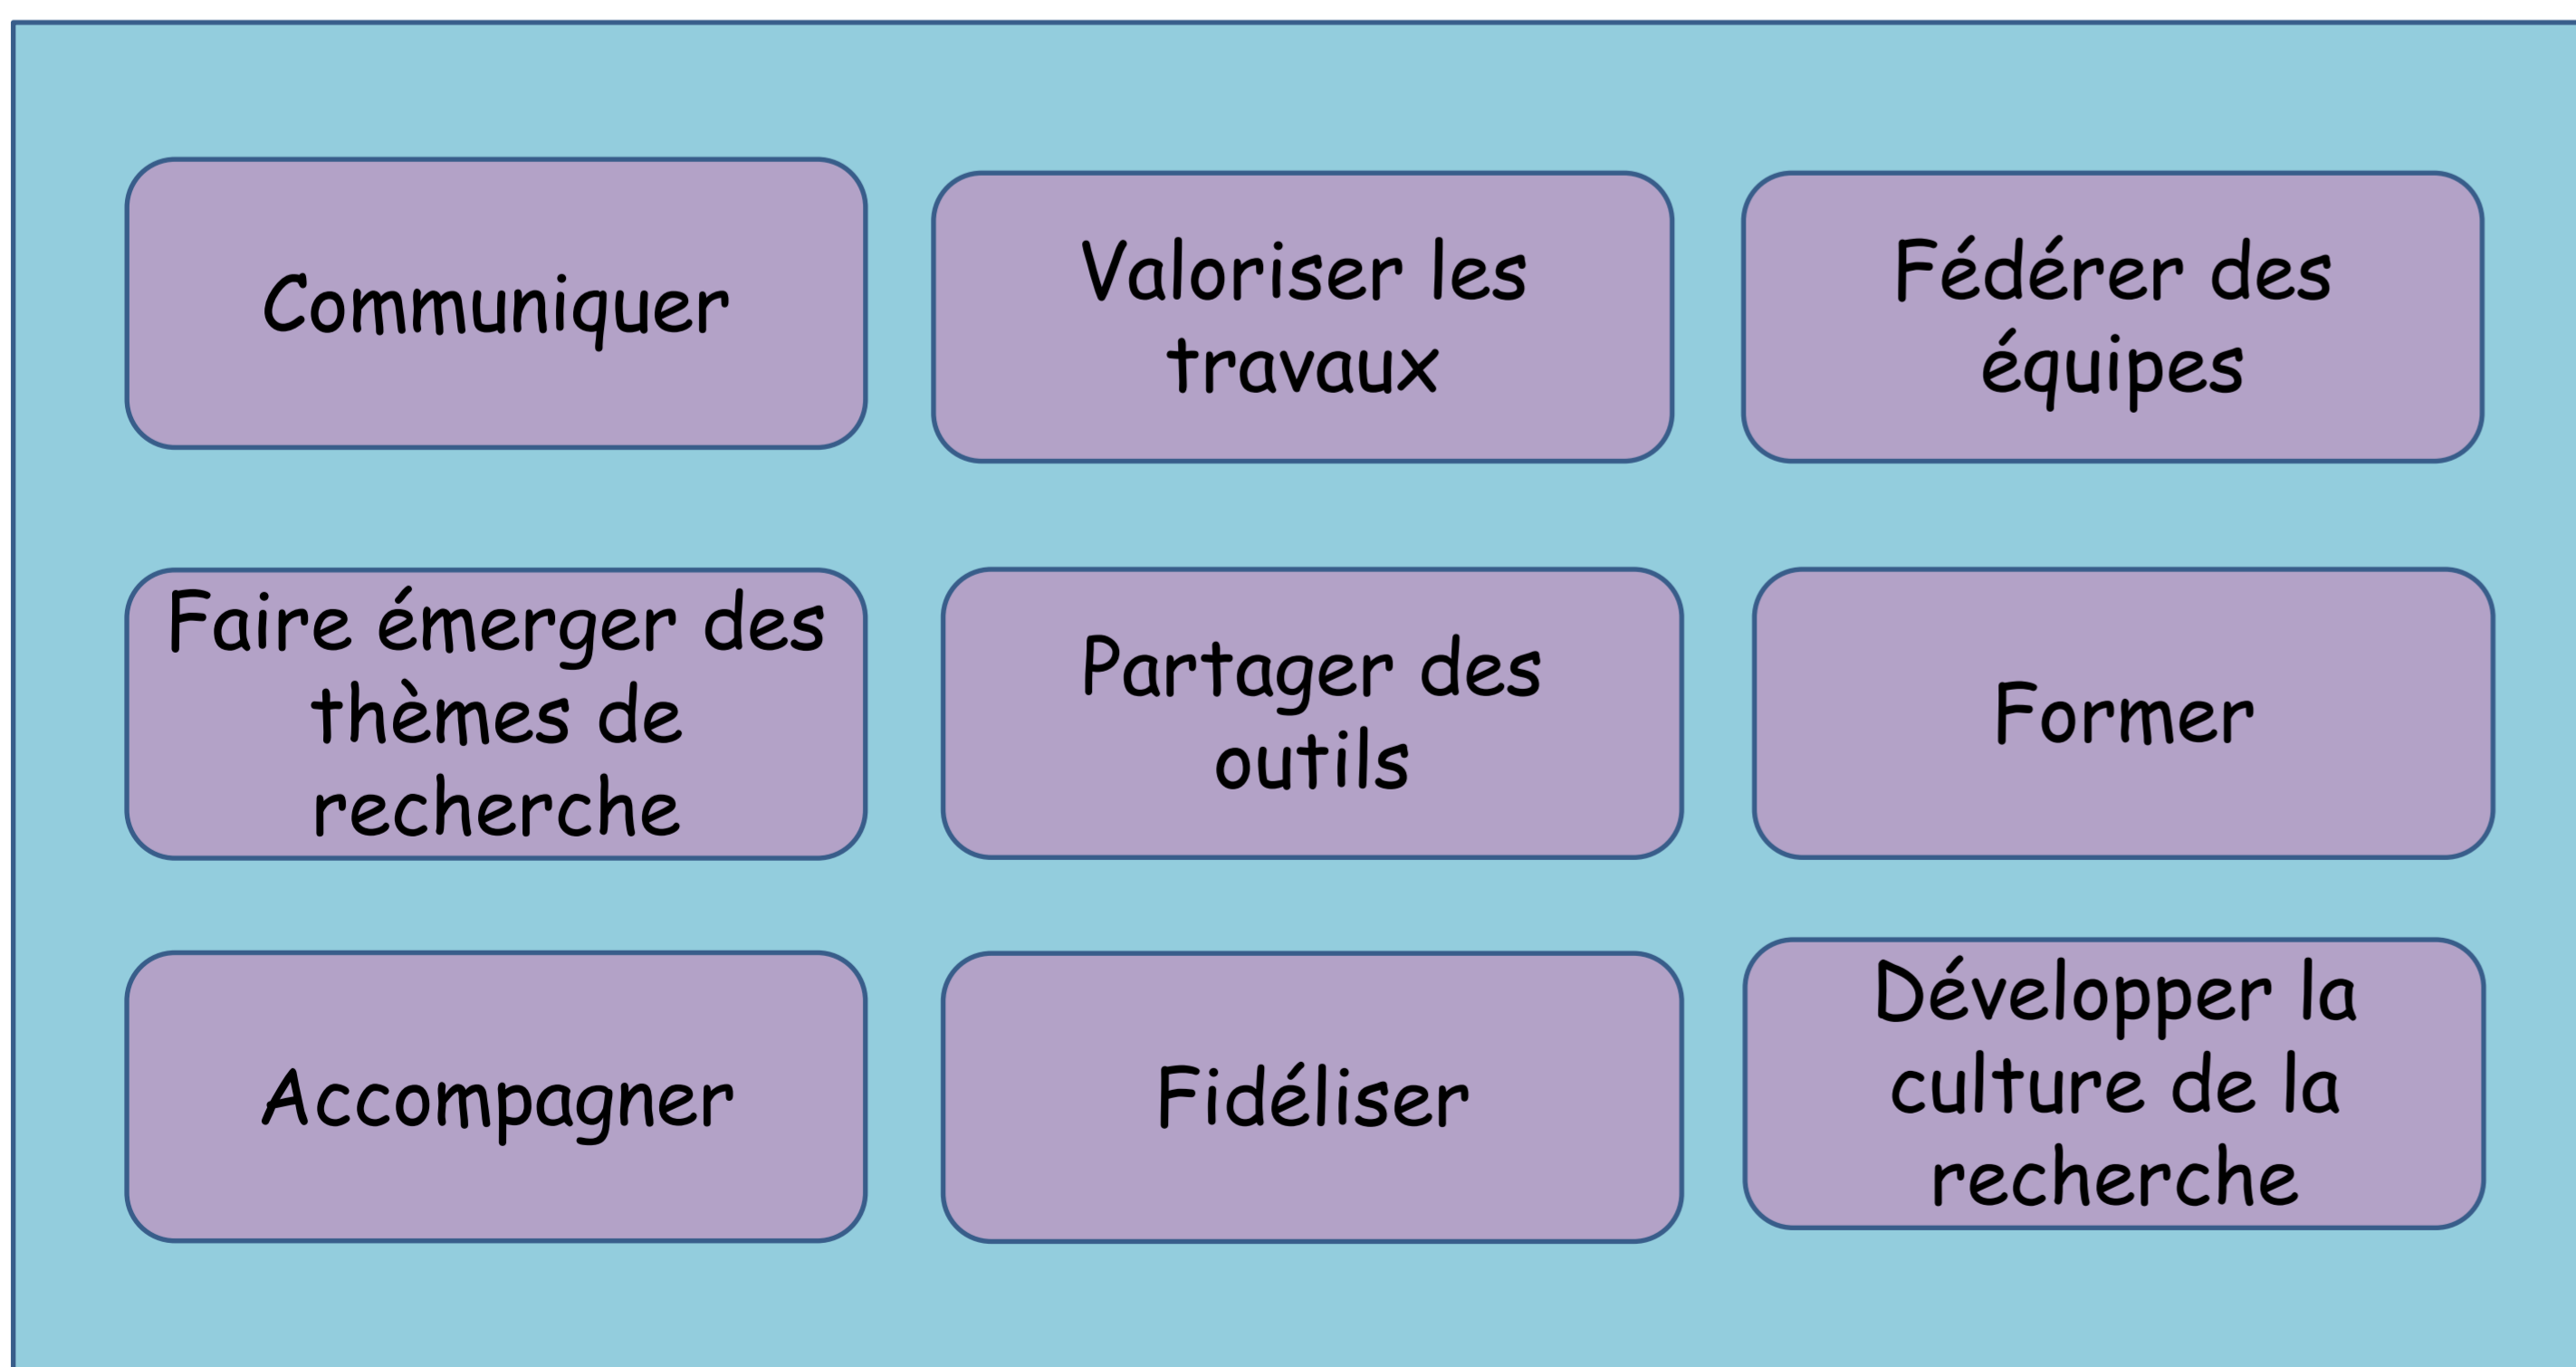 Communiquer
Valoriser les
travaux
Fédérer des
équipes
Faire émerger des
thèmes de
recherche
Partager des
outils
Former
Accompagner
Fidéliser
Développer la
culture de la
recherche